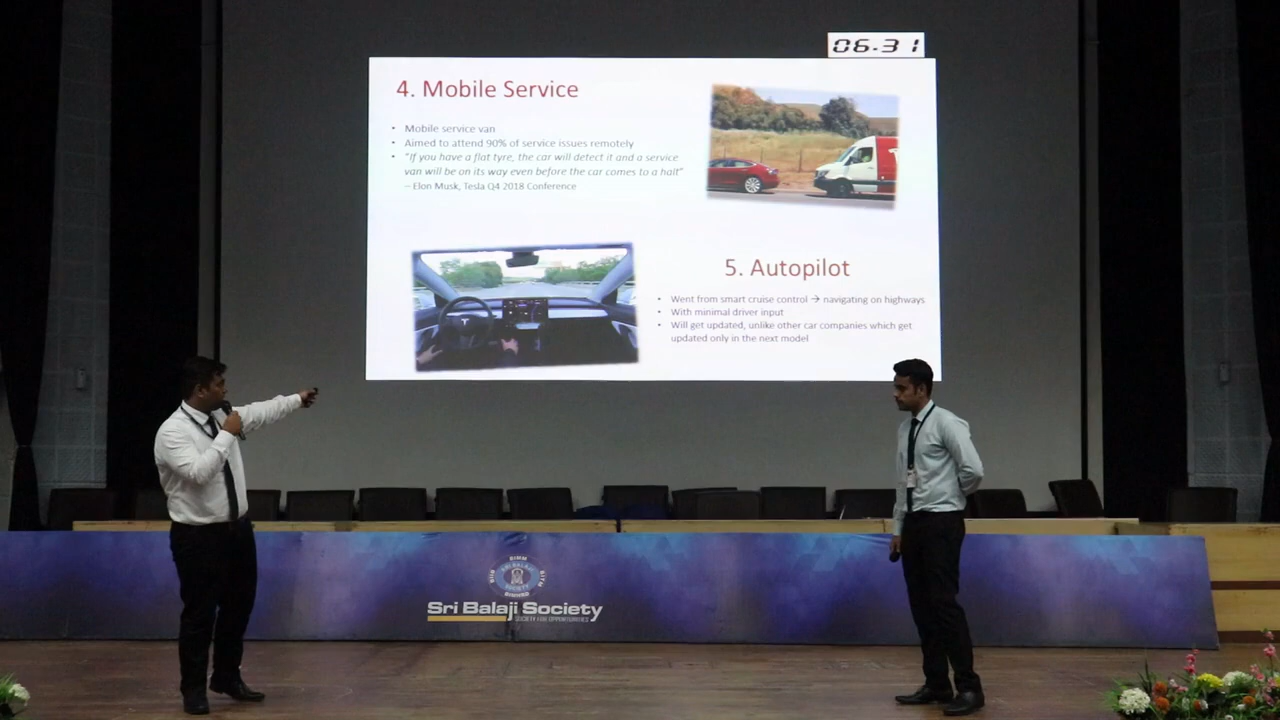 06.31
4. Mobile Service
• Mobile service van
• Aimed to attend 90% of service issues remotely
• "If you have a flat tyre, the car will detect it and a service
van will be on its way even before the car comes to a halt"
– Elon Musk, Tesla Q4 2018 Conference
5. Autopilot
• Went from smart cruise control → navigating on highways
• With minimal driver input
• Will get updated, unlike other car companies which get
updated only in the next model
SRI BALAJI
SOCIETY
Sri Balaji Society
SOCIETY FOR OPPORTUNITIES